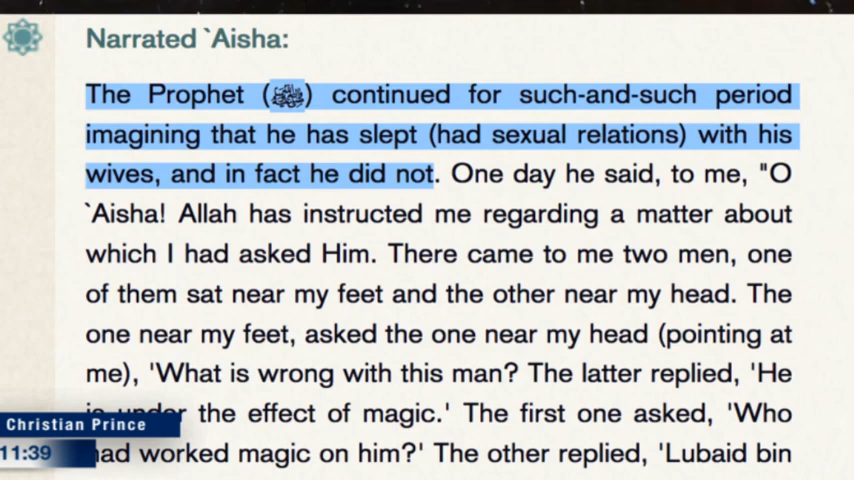 Narrated `Aisha:
The Prophet (ﷺ) continued for such-and-such period
imagining that he has slept (had sexual relations) with his
wives, and in fact he did not. One day he said, to me, "O
`Aisha! Allah has instructed me regarding a matter about
which I had asked Him. There came to me two men, one
of them sat near my feet and the other near my head. The
one near my feet, asked the one near my head (pointing at
me), 'What is wrong with this man? The latter replied, 'He
is under the effect of magic.' The first one asked, 'Who
had worked magic on him?' The other replied, 'Lubaid bin
Christian Prince
11:39